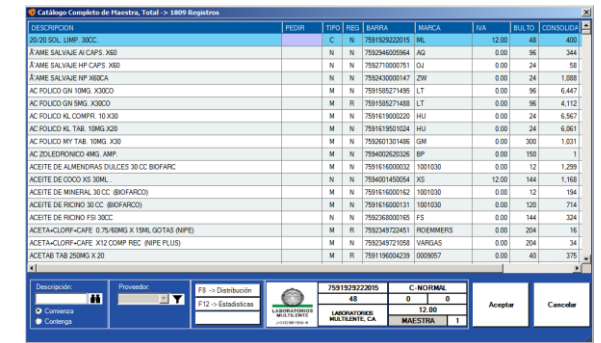 Catálogo Completo de Maestra, Total -> 1809 Registros
DESCRIPCION PEDIR TIPO REG BARRA MARCA IVA BULTO CONSOLIDA
20/20 SOL. LIMP. 30CC. C N 7591929222015 ML 12.00 48 400
Á'AME SALVAJE AI CAPS. X60 N N 7592946005964 AQ 0.00 96 344
Á'AME SALVAJE HP CAPS. X60 N N 7592710000751 OJ 0.00 24 58
Á'AME SALVAJE NP X60CA N N 7592430000147 ZW 0.00 24 1,088
AC FOLICO GN 10MG. X30CO M N 7591585271495 LT 0.00 96 6,447
AC FOLICO GN 5MG. X30CO M R 7591585271488 LT 0.00 96 4,112
AC FOLICO KL COMPR. 10 X30 M N 7591619000220 HU 0.00 24 6,567
AC FOLICO KL TAB. 10MG.X20 M N 7591619501024 HU 0.00 24 6,061
AC FOLICO MY TAB. 10MG. X30 M N 7592601301486 GM 0.00 300 1,031
AC ZOLEDRONICO 4MG. AMP. M N 7594002620326 BP 0.00 150 1
ACEITE DE ALMENDRAS DULCES 30 CC BIOFARC M N 7591616000032 1001030 0.00 12 1,299
ACEITE DE COCO XS 30ML N N 7594001450054 XS 12.00 144 1,168
ACEITE DE MINERAL 30 CC (BIOFARCO) M N 7591616000162 1001030 0.00 12 194
ACEITE DE RICINO 30 CC (BIOFARCO) M N 7591616000131 1001030 0.00 120 714
ACEITE DE RICINO FSI 30CC N N 7592368000165 FS 0.00 144 324
ACETA+CLORF+CAFE 0.75/60MG X 15ML GOTAS (NIPE) M R 7592349722451 ROEMMERS 0.00 204 16
ACETA+CLORF+CAFE X12 COMP REC (NIPE PLUS) M R 7592349721058 VARGAS 0.00 204 34
ACETAB TAB 250MG X 20 M R 7591196004239 0009057 0.00 40 375
Descripción:
Comienza
Contenga
Proveedor:
F8 -> Distribución
F12 -> Estadisticas
LABORATORIOS
MULTILENTE
7591929222015 C-NORMAL
48 0 0
LABORATORIOS MULTILENTE, C.A. 12.00
MAESTRA 1
Aceptar
Cancelar